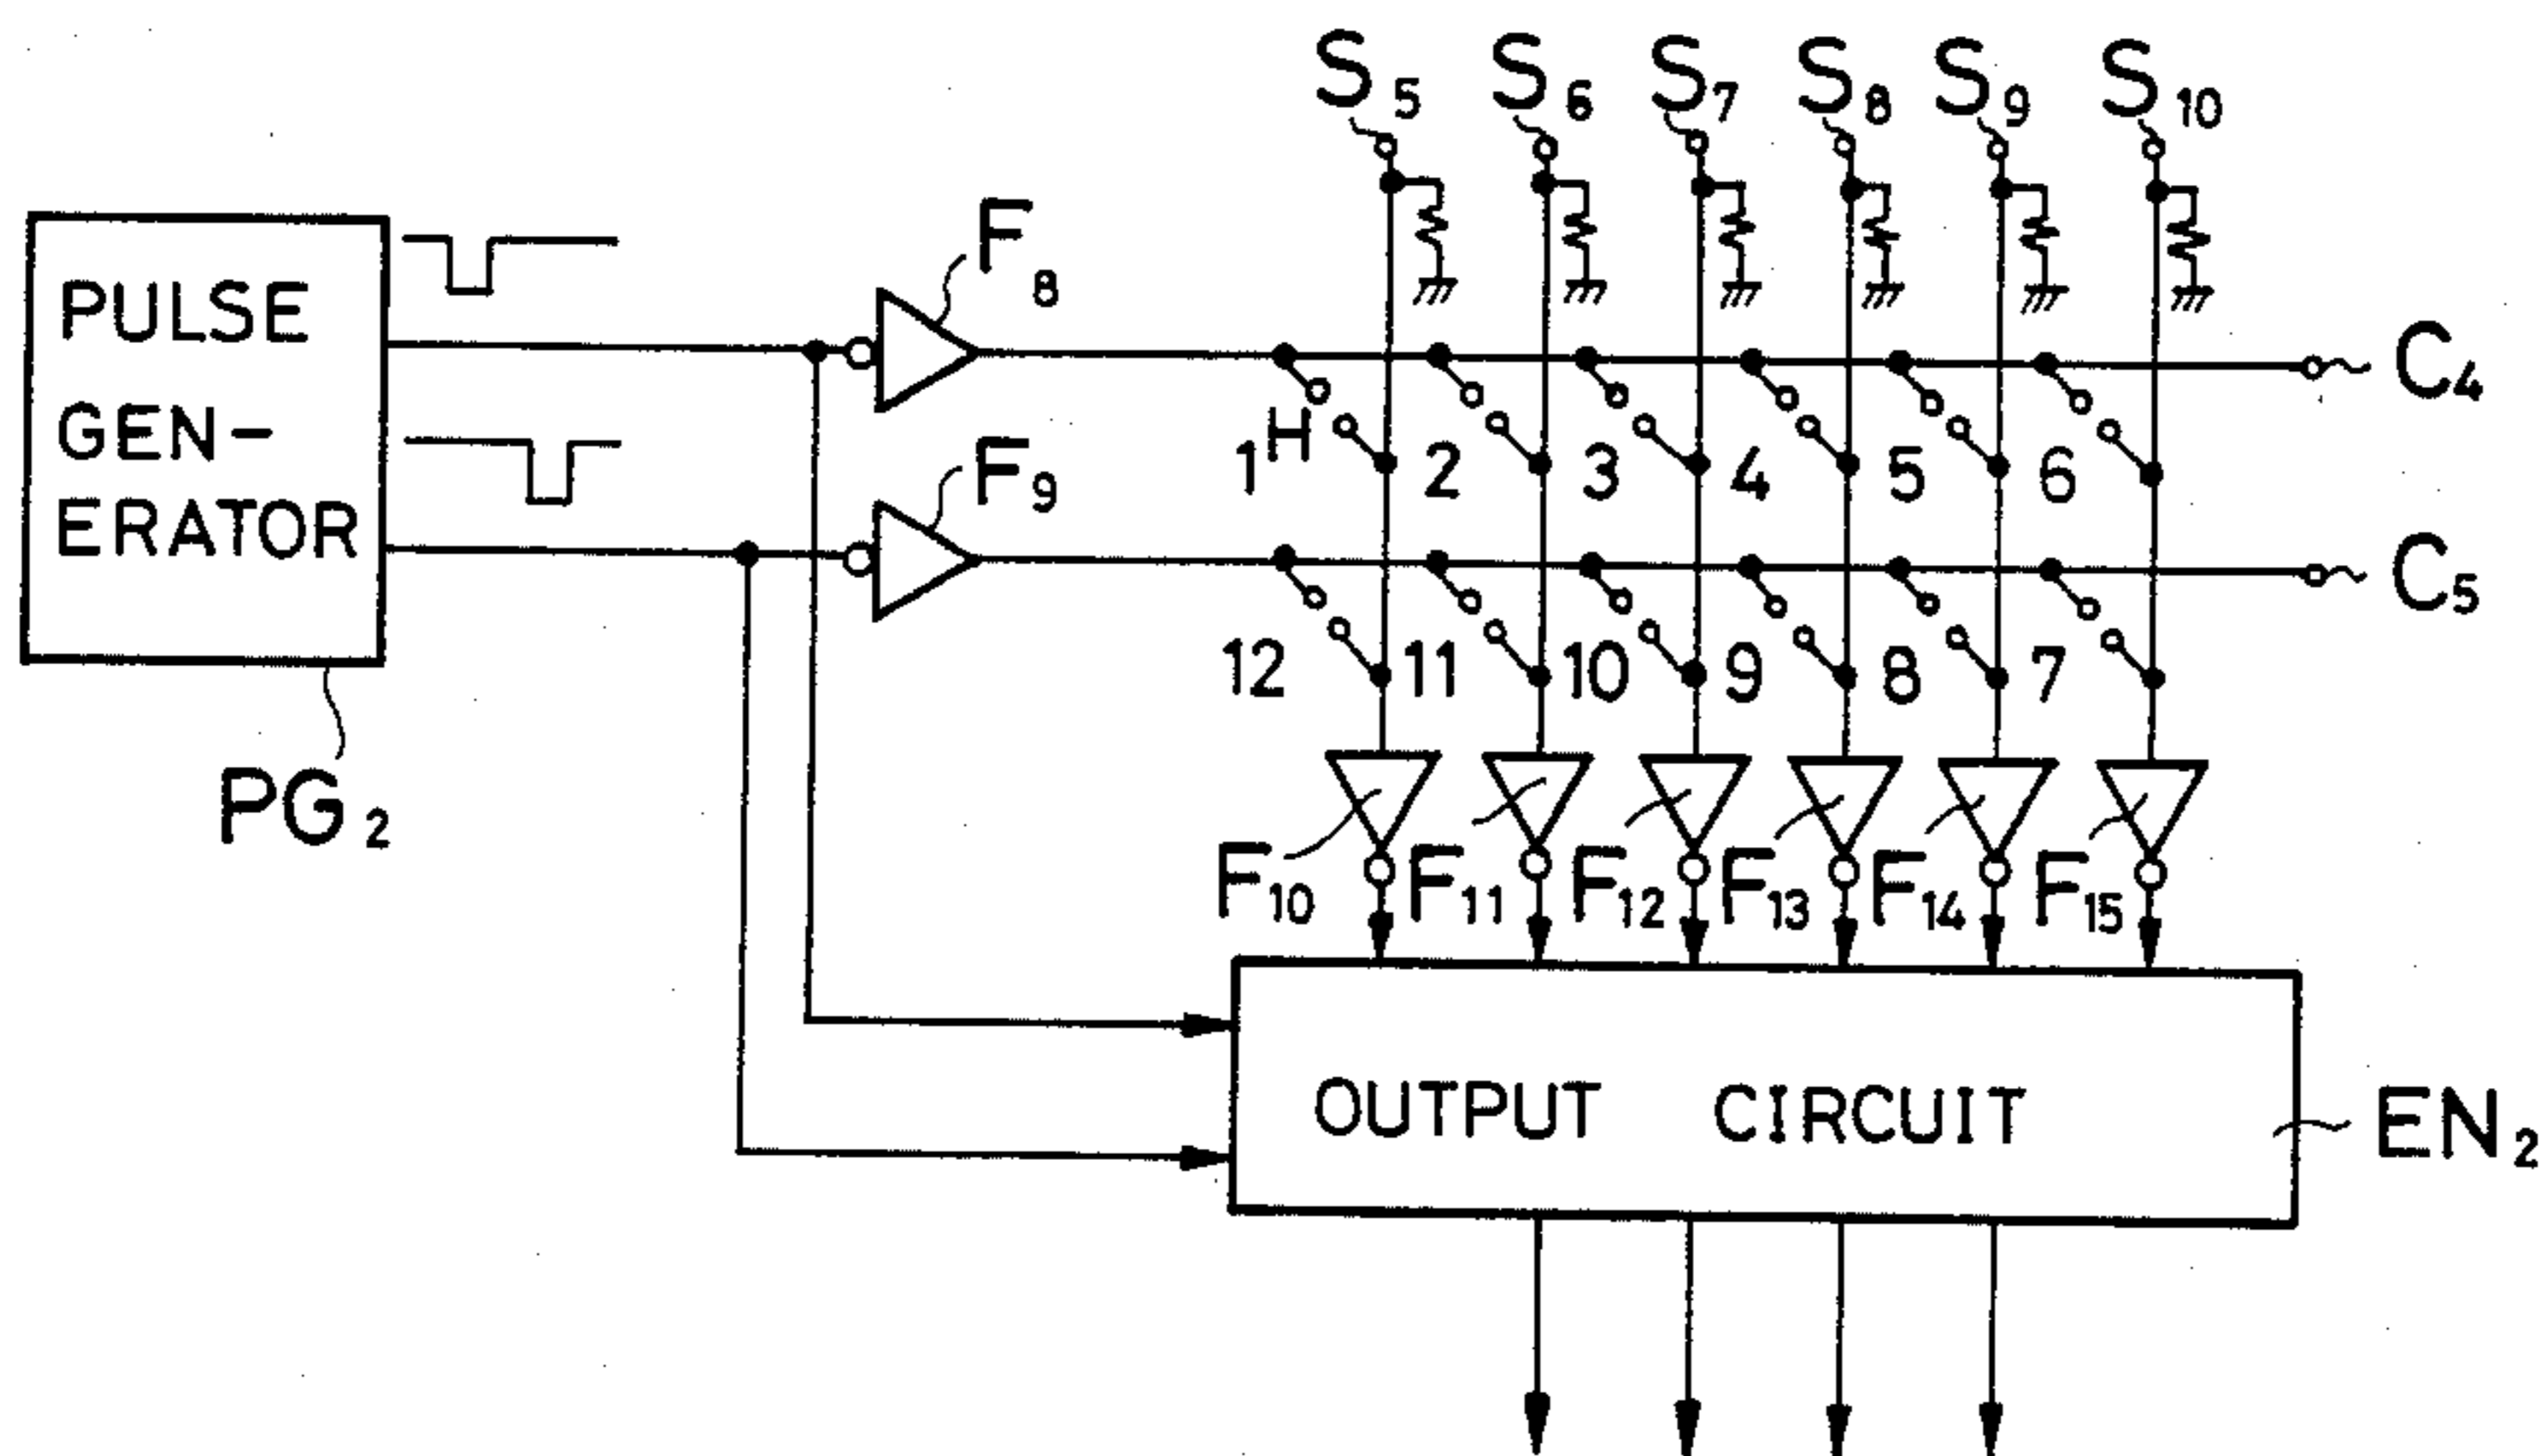 S5 S6 S7 S8 S9 S10
F8
PULSE
GEN-
ERATOR
C4
1H 2 3 4 5 6
F9
C5
12 11 10 9 8 7
PG2
F10 F11 F12 F13 F14 F15
OUTPUT CIRCUIT
EN2